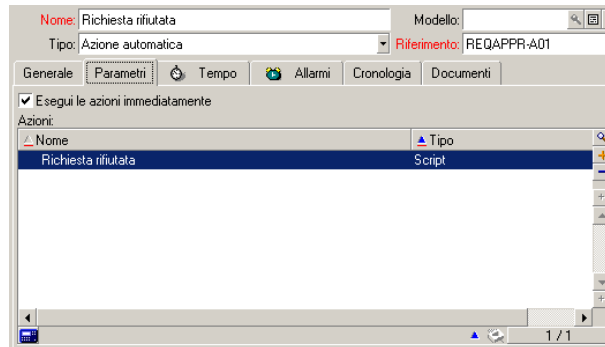 Nome: Richiesta rifiutata Modello:
Tipo: Azione automatica Riferimento: REQAPPR-A01
Generale Parametri Tempo Allarmi Cronologia Documenti
Esegui le azioni immediatamente
Azioni:
Nome Tipo
Richiesta rifiutata Script
1 / 1